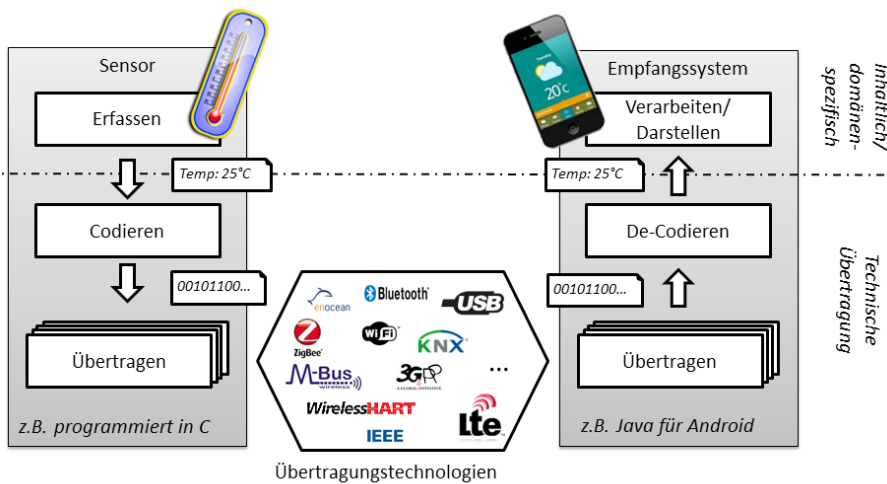 Sensor
Erfassen
Temp: 25°C
Codieren
00101100...
Übertragen
z.B. programmiert in C
enocean
Bluetooth
USB
ZigBee
WiFi
KNX
M-Bus
wireless
3GPP
A GLOBAL INITIATIVE
...
WirelessHART
IEEE
Lte
Übertragungstechnologien
Empfangssystem
20°c
Verarbeiten/
Darstellen
Temp: 25°C
De-Codieren
00101100...
Übertragen
z.B. Java für Android
Inhaltlich/
domänen-
spezifisch
Technische
Übertragung